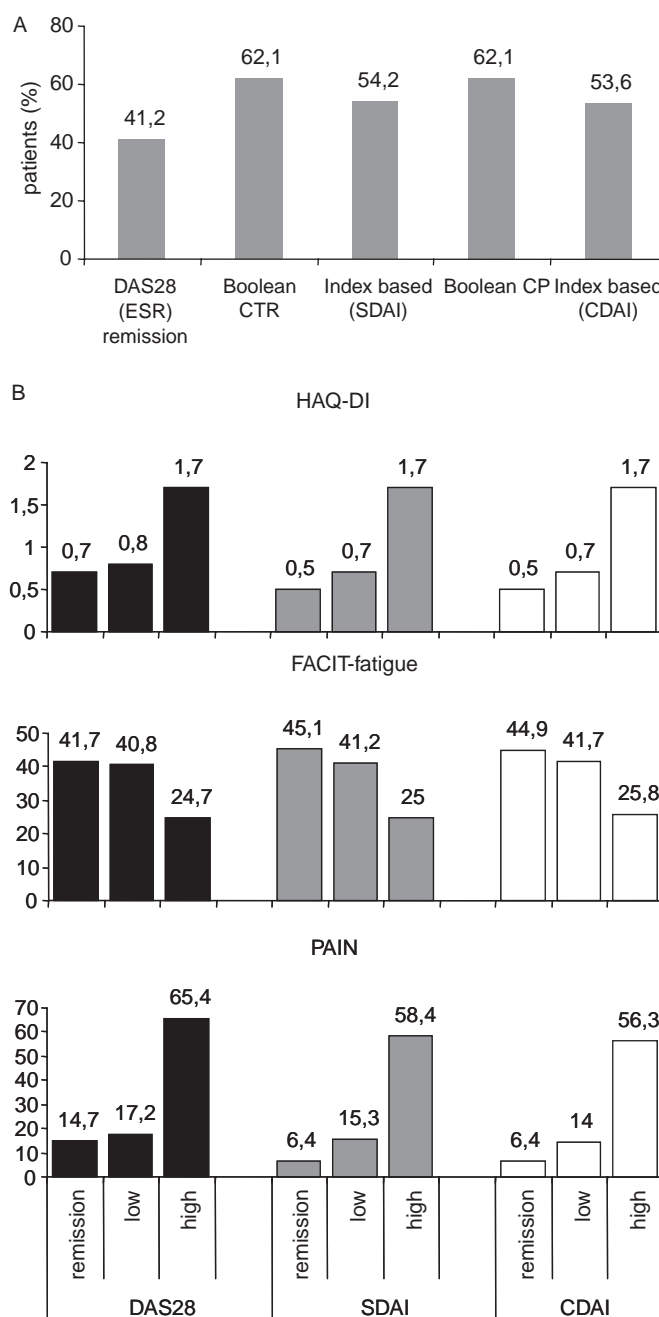 A
80
60
40
20
0
patients (%)
41,2
62,1
54,2
62,1
53,6
DAS28 (ESR) remission
Boolean CTR
Index based (SDAI)
Boolean CP
Index based (CDAI)
B
HAQ-DI
2
1,5
1
0,5
0
0,7 0,8 1,7
0,5 0,7 1,7
0,5 0,7 1,7
FACIT-fatigue
50
40
30
20
10
0
41,7 40,8 24,7
45,1 41,2 25
44,9 41,7 25,8
PAIN
70
60
50
40
30
20
10
0
14,7 17,2 65,4
6,4 15,3 58,4
6,4 14 56,3
remission low high
remission low high
remission low high
DAS28 SDAI CDAI